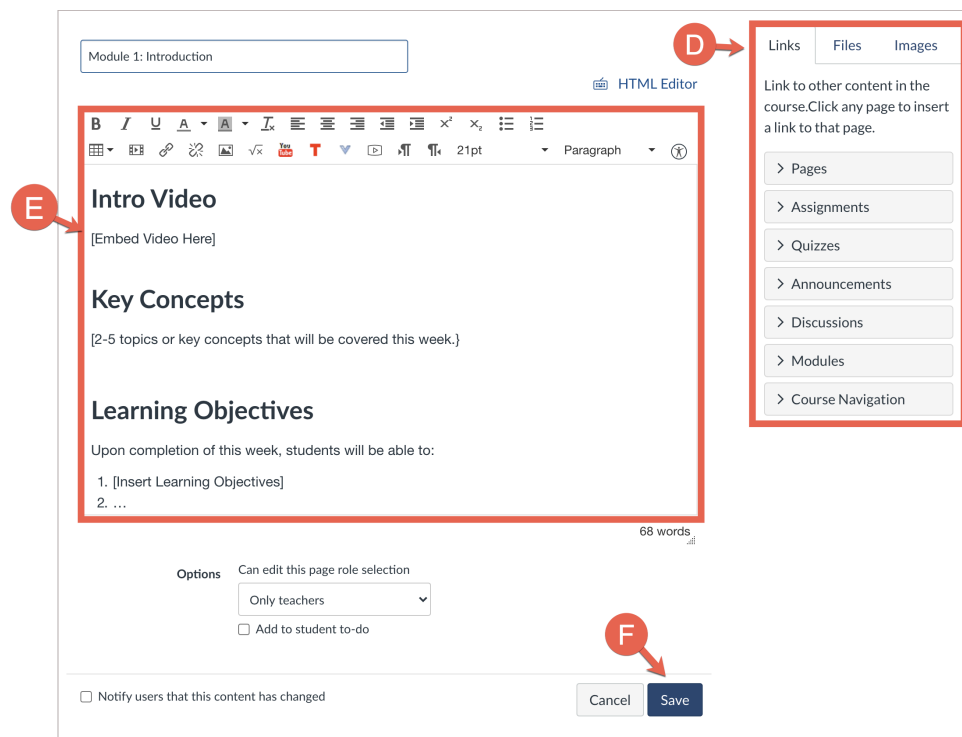 Module 1: Introduction
HTML Editor
B I U A A Tx x² x₂
√x You Tube T V 21pt Paragraph
Intro Video
[Embed Video Here]
Key Concepts
[2-5 topics or key concepts that will be covered this week.}
Learning Objectives
Upon completion of this week, students will be able to:
1. [Insert Learning Objectives]
2. …
68 words
Options
Can edit this page role selection
Only teachers
Add to student to-do
Notify users that this content has changed
Cancel Save
D
Links Files Images
Link to other content in the
course.Click any page to insert
a link to that page.
Pages
Assignments
Quizzes
Announcements
Discussions
Modules
Course Navigation
E
F